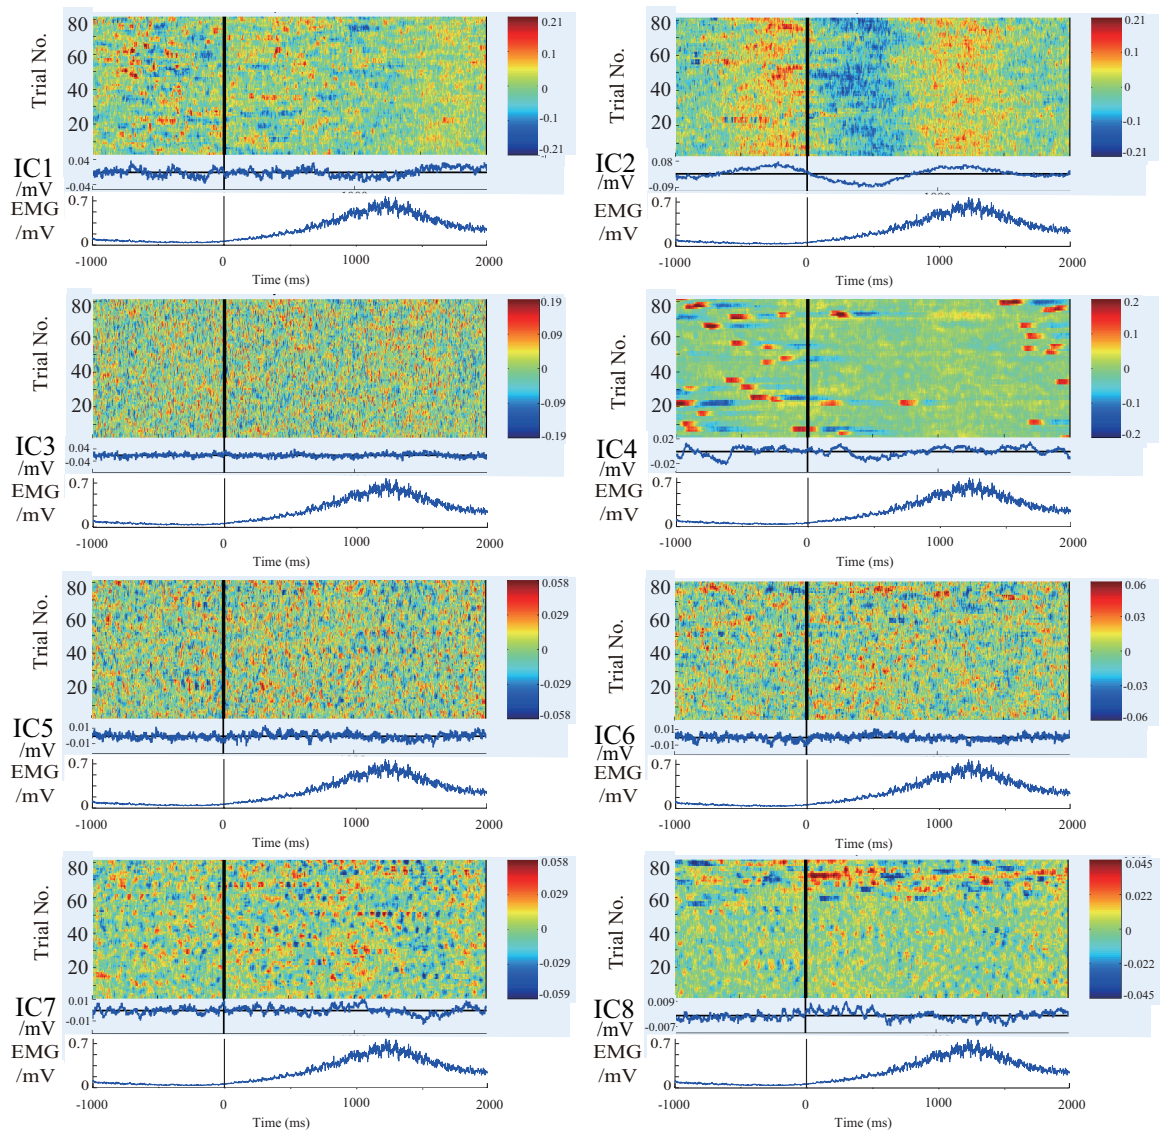 80
60
40
20
Trial No.
0.21
0.1
0
-0.1
-0.21
IC1
/mV
0.04
-0.04
EMG
/mV
0.7
0
-1000
0
1000
2000
Time (ms)
80
60
40
20
Trial No.
0.21
0.1
0
-0.1
-0.21
IC2
/mV
0.08
-0.09
EMG
/mV
0.7
0
-1000
0
1000
2000
Time (ms)
80
60
40
20
Trial No.
0.19
0.09
0
-0.09
-0.19
IC3
/mV
0.04
-0.04
EMG
/mV
0.7
0
-1000
0
1000
2000
Time (ms)
80
60
40
20
Trial No.
0.2
0.1
0
-0.1
-0.2
IC4
/mV
0.02
-0.02
EMG
/mV
0.7
0
-1000
0
1000
2000
Time (ms)
80
60
40
20
Trial No.
0.058
0.029
0
-0.029
-0.058
IC5
/mV
0.01
-0.01
EMG
/mV
0.7
0
-1000
0
1000
2000
Time (ms)
80
60
40
20
Trial No.
0.06
0.03
0
-0.03
-0.06
IC6
/mV
0.01
-0.01
EMG
/mV
0.7
0
-1000
0
1000
2000
Time (ms)
80
60
40
20
Trial No.
0.058
0.029
0
-0.029
-0.059
IC7
/mV
0.01
-0.01
EMG
/mV
0.7
0
-1000
0
1000
2000
Time (ms)
80
60
40
20
Trial No.
0.045
0.022
0
-0.022
-0.045
IC8
/mV
0.009
-0.007
EMG
/mV
0.7
0
-1000
0
1000
2000
Time (ms)